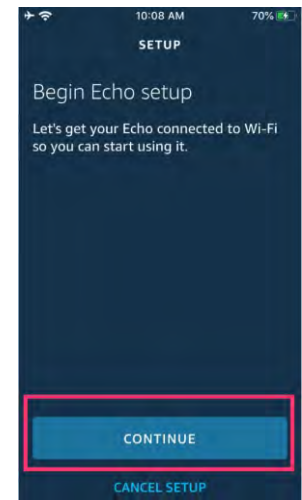 10:08 AM 70%
SETUP
Begin Echo setup
Let's get your Echo connected to Wi-Fi
so you can start using it.
CONTINUE
CANCEL SETUP